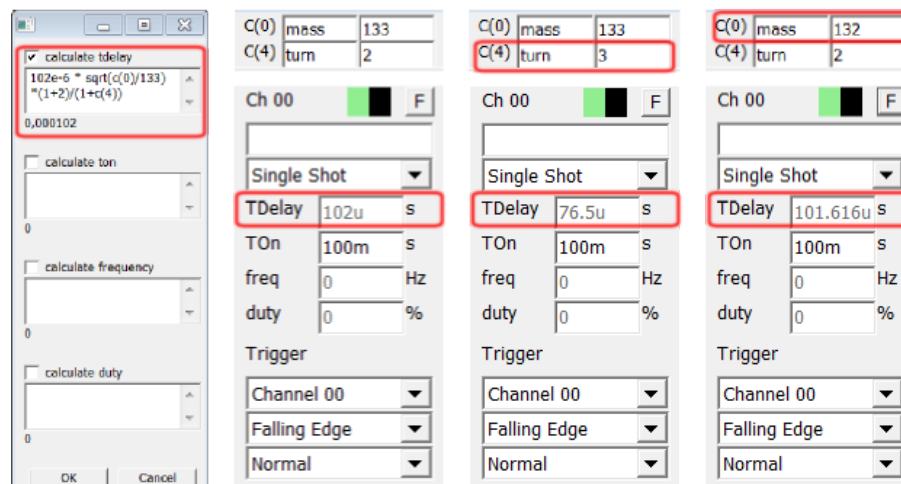 calculate tdelay
102e-6 * sqrt(c(0)/133)
*(1+2)/(1+c(4))
0,000102
calculate ton
0
calculate frequency
0
calculate duty
0
OK Cancel
C(0) mass 133
C(4) turn 2
Ch 00 F
Single Shot
TDelay 102u s
TOn 100m s
freq 0 Hz
duty 0 %
Trigger
Channel 00
Falling Edge
Normal
C(0) mass 133
C(4) turn 3
Ch 00 F
Single Shot
TDelay 76.5u s
TOn 100m s
freq 0 Hz
duty 0 %
Trigger
Channel 00
Falling Edge
Normal
C(0) mass 132
C(4) turn 2
Ch 00 F
Single Shot
TDelay 101.616u s
TOn 100m s
freq 0 Hz
duty 0 %
Trigger
Channel 00
Falling Edge
Normal